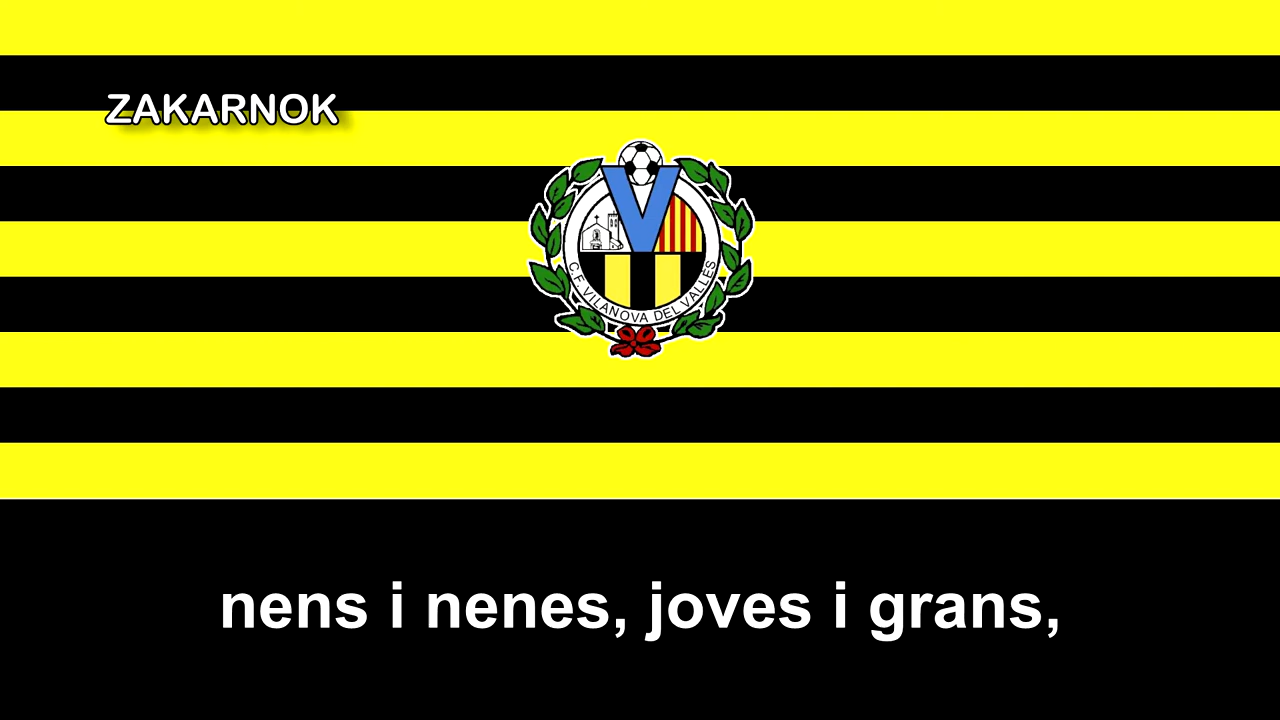 ZAKARNOK
V
C.F. VILANOVA DEL VALLÈS
nens i nenes, joves i grans,